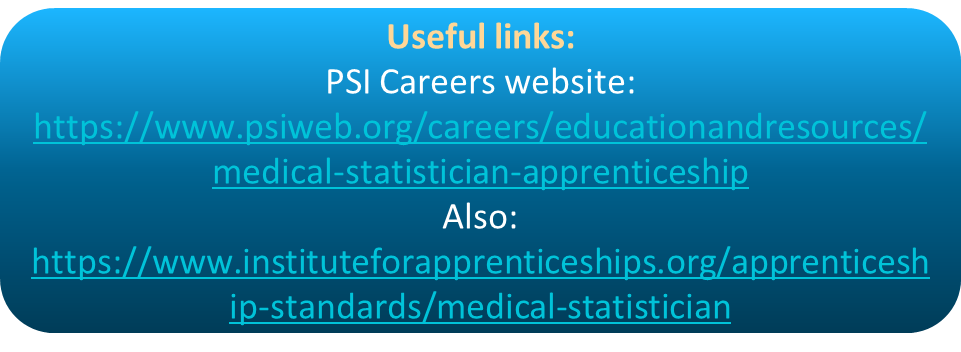 Useful links:
PSI Careers website:
https://www.psiweb.org/careers/educationandresources/
medical-statistician-apprenticeship
Also:
https://www.instituteforapprenticeships.org/apprenticesh
ip-standards/medical-statistician